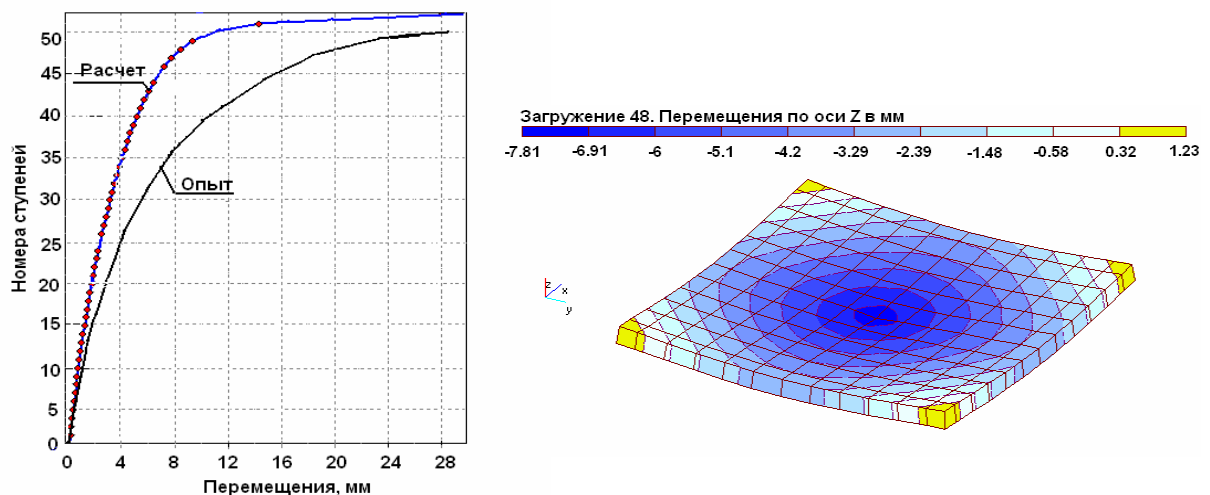 50
45
40
35
30
25
20
15
10
5
0
Номера ступеней
Расчет
Опыт
0 4 8 12 16 20 24 28
Перемещения, мм
Загружение 48. Перемещения по оси Z в мм
-7.81 -6.91 -6 -5.1 -4.2 -3.29 -2.39 -1.48 -0.58 0.32 1.23
z
x
y